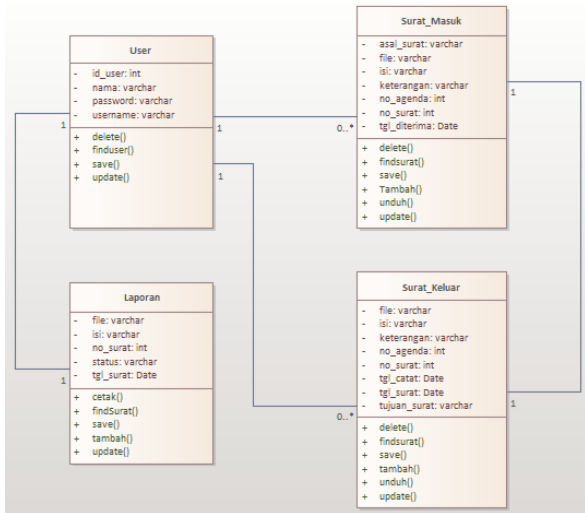 User
- id_user: int
- nama: varchar
- password: varchar
- username: varchar
+ delete()
+ finduser()
+ save()
+ update()
1
1
1
Surat_Masuk
- asal_surat: varchar
- file: varchar
- isi: varchar
- keterangan: varchar
- no_agenda: int
- no_surat: int
- tgl_diterima: Date
+ delete()
+ findsurat()
+ save()
+ Tambah()
+ unduh()
+ update()
0..*
1
Laporan
- file: varchar
- isi: varchar
- no_surat: int
- status: varchar
- tgl_surat: Date
+ cetak()
+ findSurat()
+ save()
+ tambah()
+ update()
1
Surat_Keluar
- file: varchar
- isi: varchar
- keterangan: varchar
- no_agenda: int
- no_surat: int
- tgl_catat: Date
- tgl_surat: Date
- tujuan_surat: varchar
+ delete()
+ findsurat()
+ save()
+ tambah()
+ unduh()
+ update()
0..*
1